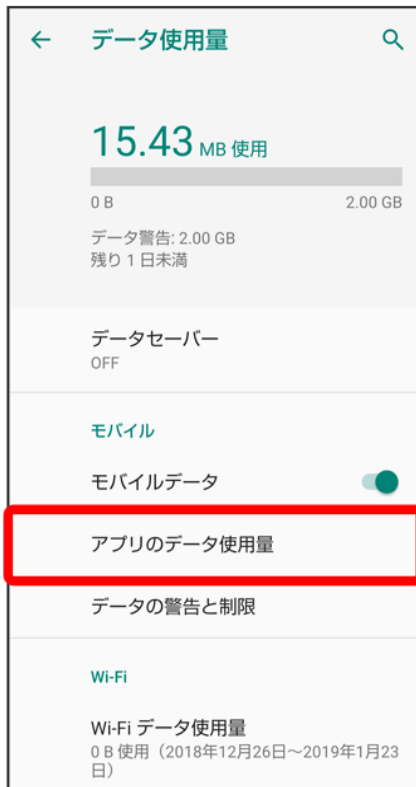 データ使用量
15.43 MB 使用
0 B 2.00 GB
データ警告: 2.00 GB
残り 1 日未満
データセーバー
OFF
モバイル
モバイルデータ
アプリのデータ使用量
データの警告と制限
Wi-Fi
Wi-Fi データ使用量
0 B 使用（2018年12月26日～2019年1月23
日）